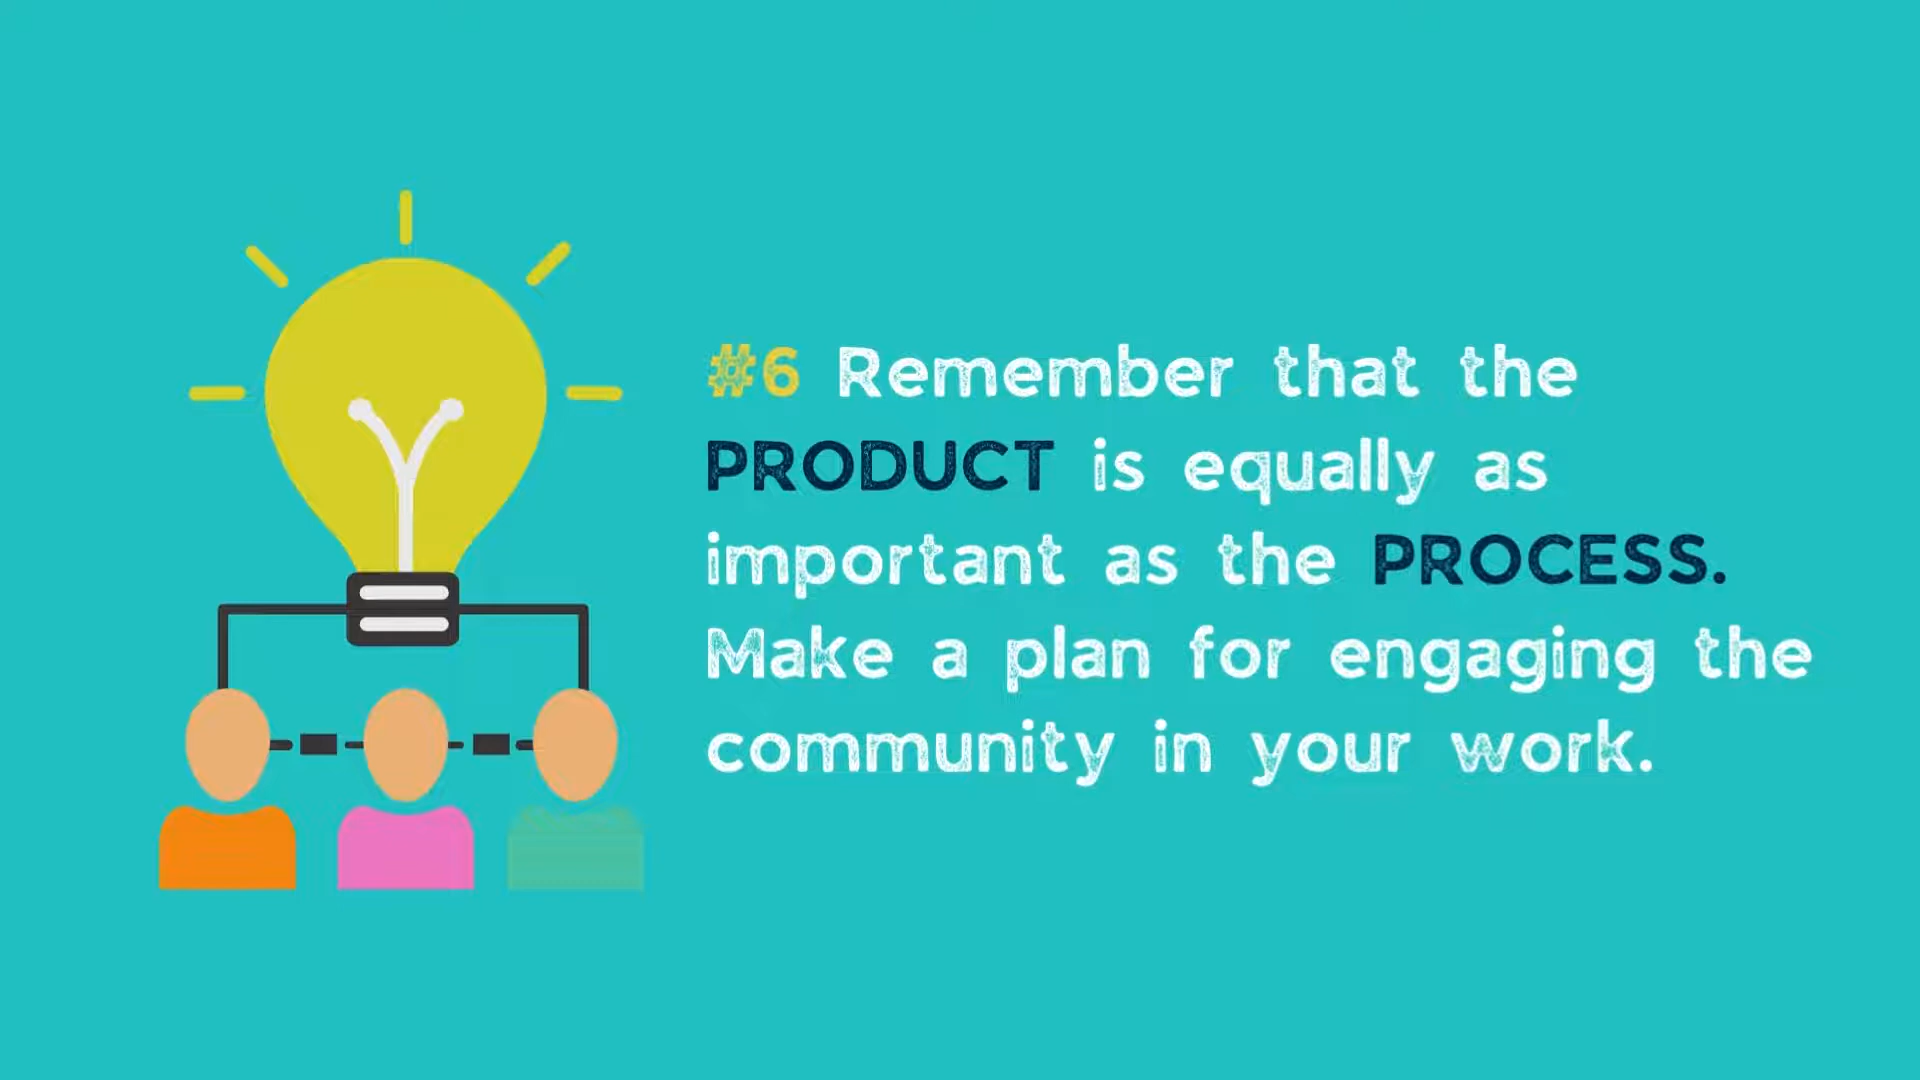 #6 Remember that the
PRODUCT is equally as
important as the PROCESS.
Make a plan for engaging the
community in your work.